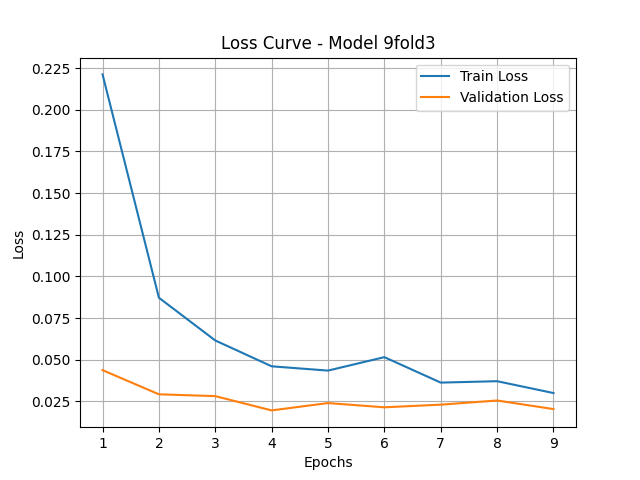 Loss Curve - Model 9fold3
Train Loss
Validation Loss
0.225
0.200
0.175
0.150
0.125
0.100
0.075
0.050
0.025
Loss
1 2 3 4 5 6 7 8 9
Epochs